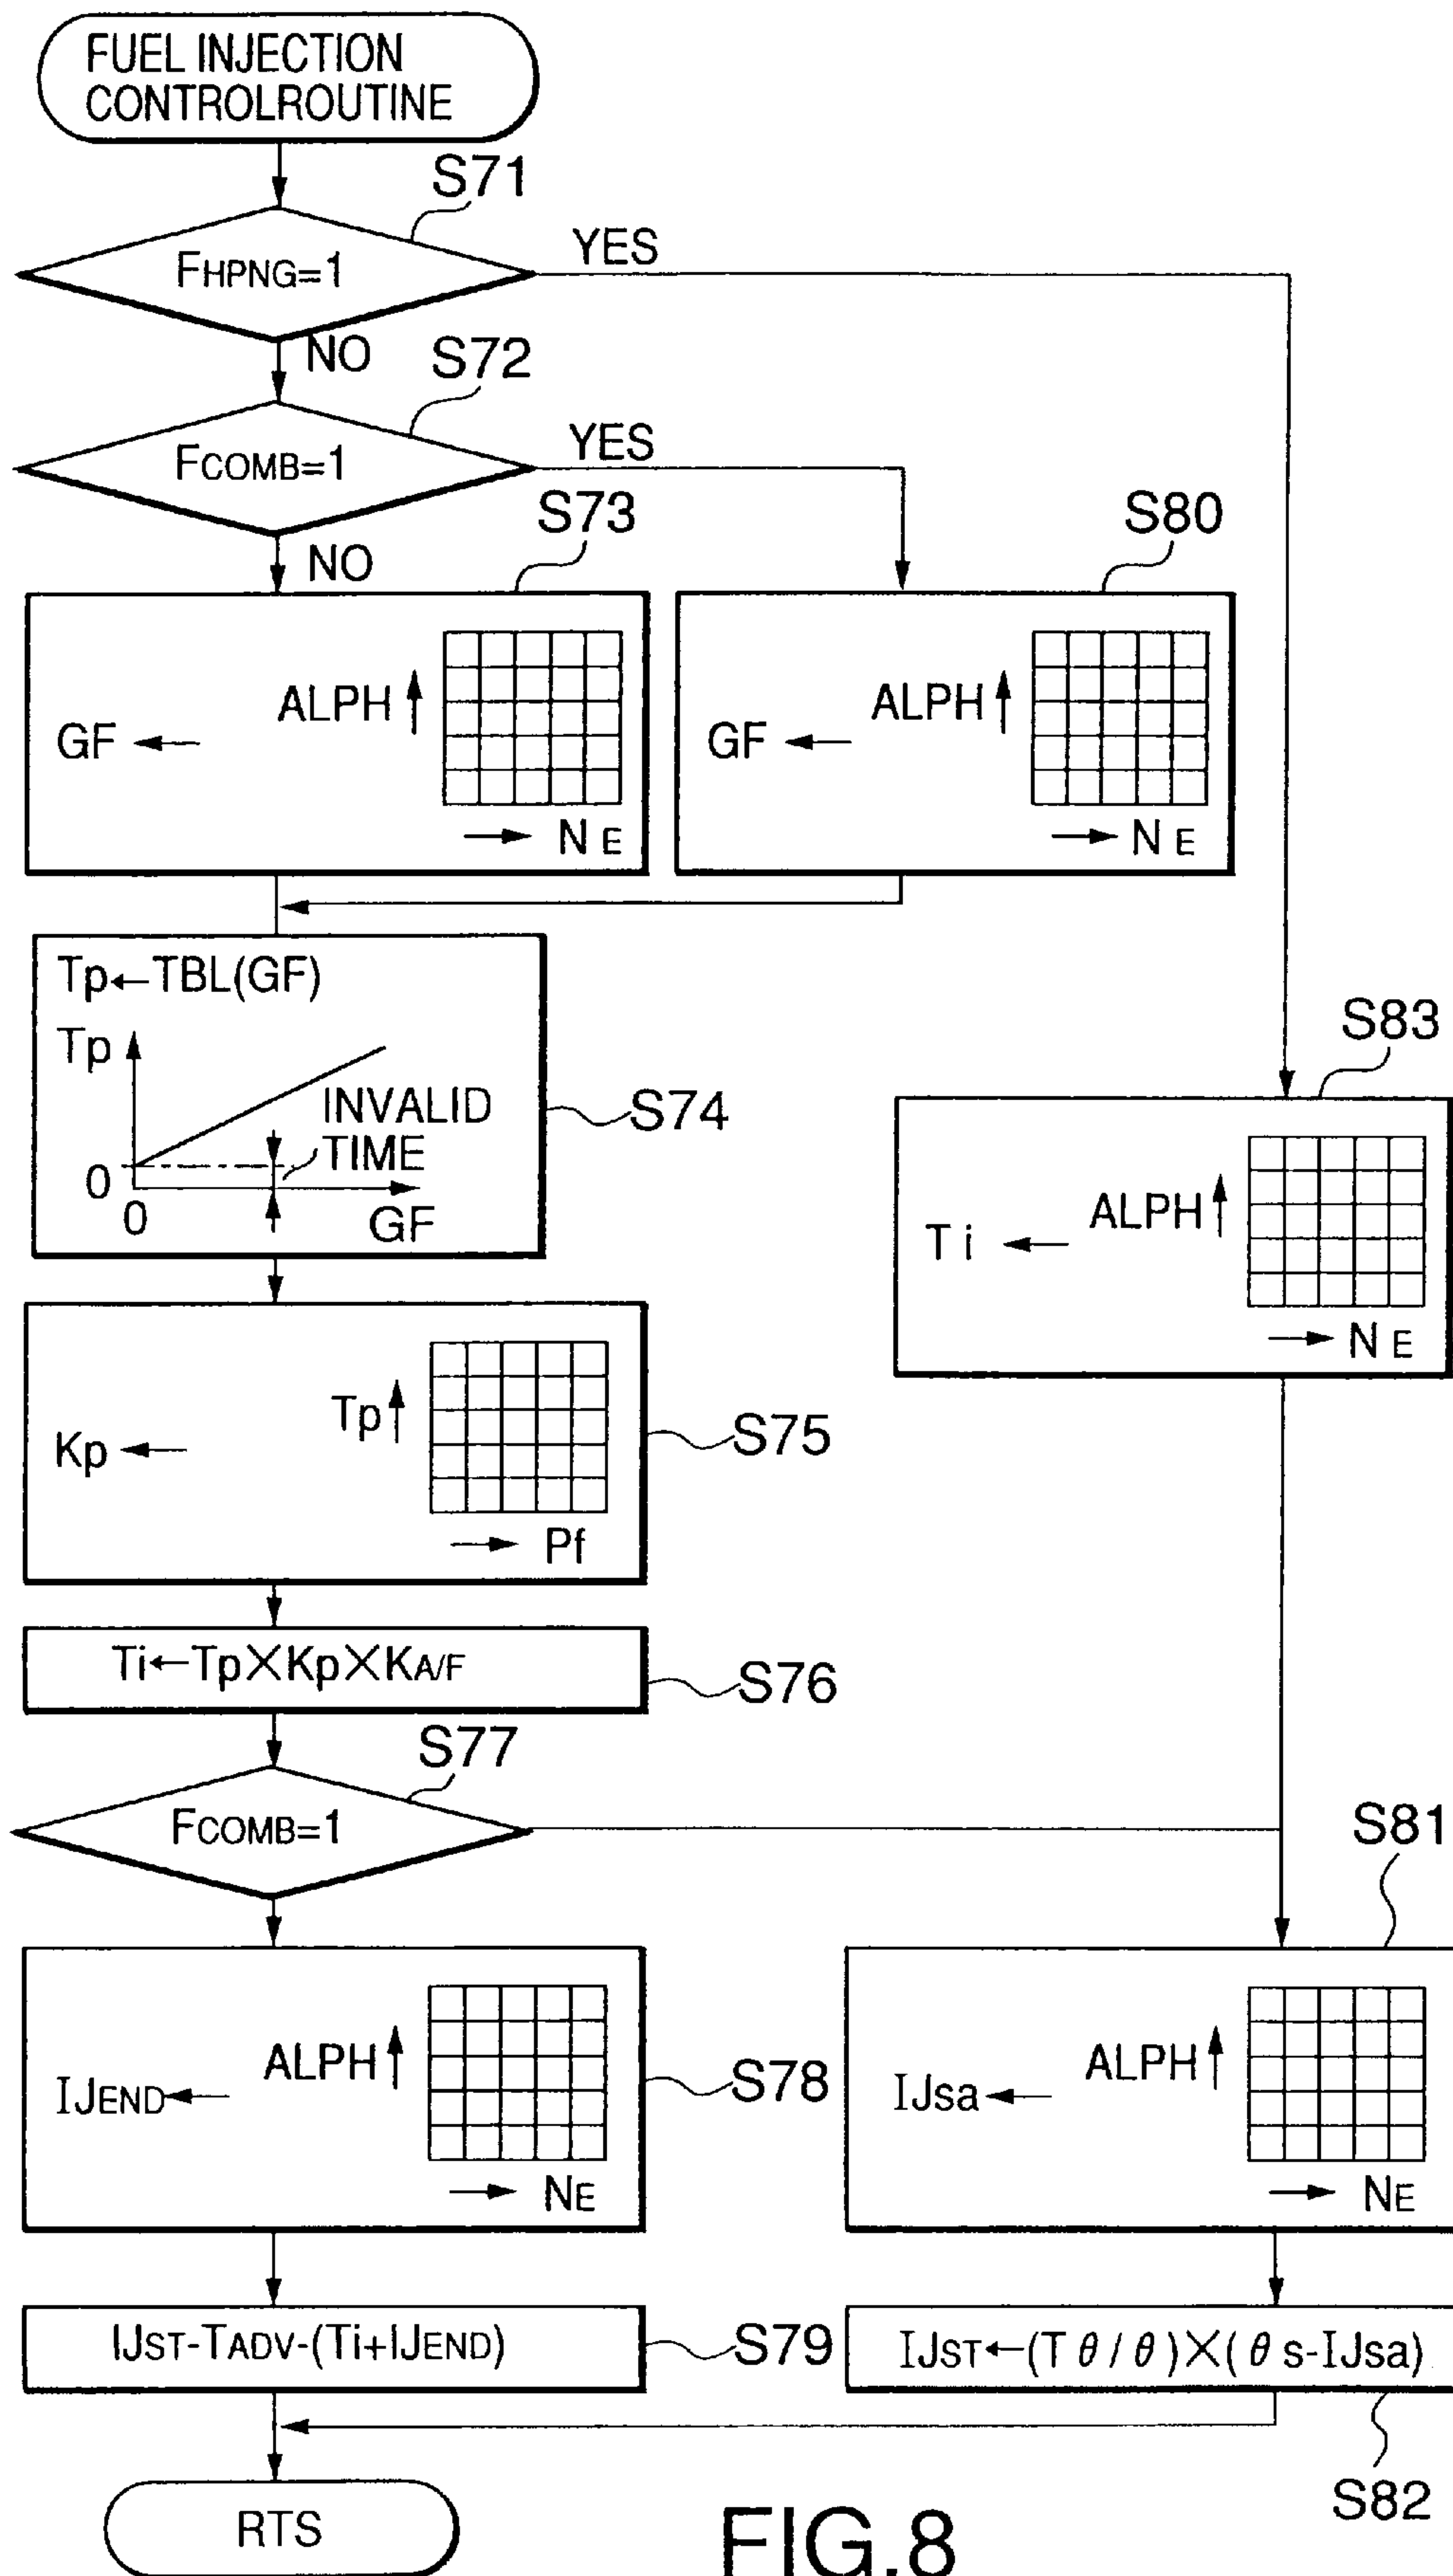 FUEL INJECTION
CONTROLROUTINE
S71
FHPNG=1
YES
NO
S72
FCOMB=1
YES
NO
S73
GF
ALPH
NE
S80
GF
ALPH
NE
Tp←TBL(GF)
Tp
INVALID
TIME
0
0
GF
S74
S83
Ti
ALPH
NE
Kp
Tp
Pf
S75
Ti←Tp×Kp×KA/F
S76
S77
FCOMB=1
S81
IJEND
ALPH
NE
S78
IJsa
ALPH
NE
IJST-TADV-(Ti+IJEND)
S79
IJST←(Tθ/θ)×(θs-IJsa)
S82
RTS
FIG.8